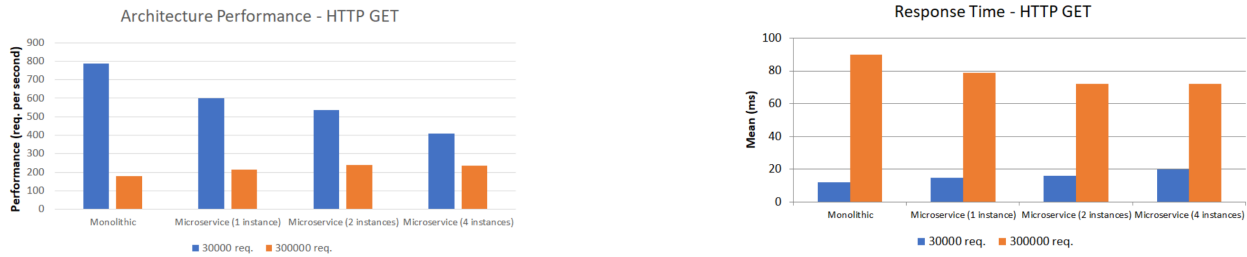 Architecture Performance - HTTP GET
Performance (req. per second)
900
800
700
600
500
400
300
200
100
0
Monolithic Microservice (1 instance) Microservice (2 instances) Microservice (4 instances)
30000 req. 300000 req.
Response Time - HTTP GET
Mean (ms)
100
80
60
40
20
0
Monolithic Microservice (1 instance) Microservice (2 instances) Microservice (4 instances)
30000 req. 300000 req.